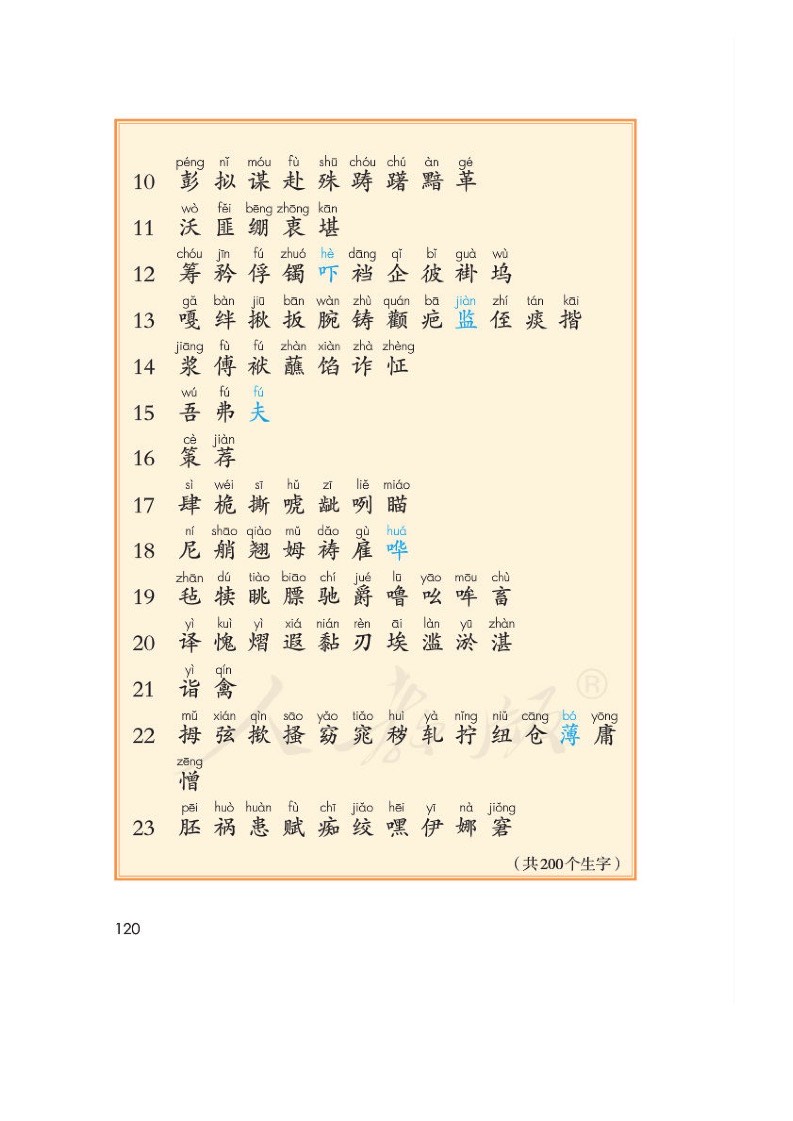 péng nǐ móu fù shū chóu chú àn gé
10 彭 拟 谋 赴 殊 踌 躇 黯 革
wò fěi bēng zhōng kān
11 沃 匪 绷 衷 堪
chóu jīn fú zhuó hè dāng qǐ bǐ guà wù
12 筹 矜 俘 镯 吓 裆 企 彼 褂 坞
gǎ bàn jiū bān wàn zhù quán bā jiàn zhí tán kāi
13 嘎 绊 揪 扳 腕 铸 颧 疤 监 侄 痰 揩
jiāng fù fú zhàn xiàn zhà zhèng
14 浆 傅 袱 蘸 馅 诈 怔
wú fú fú
15 吾 弗 夫
cè jiàn
16 策 荐
sì wéi sī hǔ zī liě miáo
17 肆 桅 撕 唬 龇 咧 瞄
ní shāo qiào mǔ dǎo gù huá
18 尼 艄 翘 姆 祷 雇 哗
zhān dú tiào biāo chí jué lū yāo mōu chù
19 毡 犊 眺 膘 驰 爵 噜 吆 哞 畜
yì kuì yì xiá nián rèn āi làn yū zhàn
20 译 愧 熠 遐 黏 刃 埃 滥 淤 湛
yì qín
21 诣 禽
mǔ xián qìn sāo yǎo tiǎo huì yà nǐng niǔ cāng bó yōng
22 拇 弦 揿 搔 窈 窕 秽 轧 拧 纽 仓 薄 庸
zēng
憎
pēi huò huàn fù chī jiǎo hēi yī nà jiǒng
23 胚 祸 患 赋 痴 绞 嘿 伊 娜 窘
（共200个生字）
人教版®
120